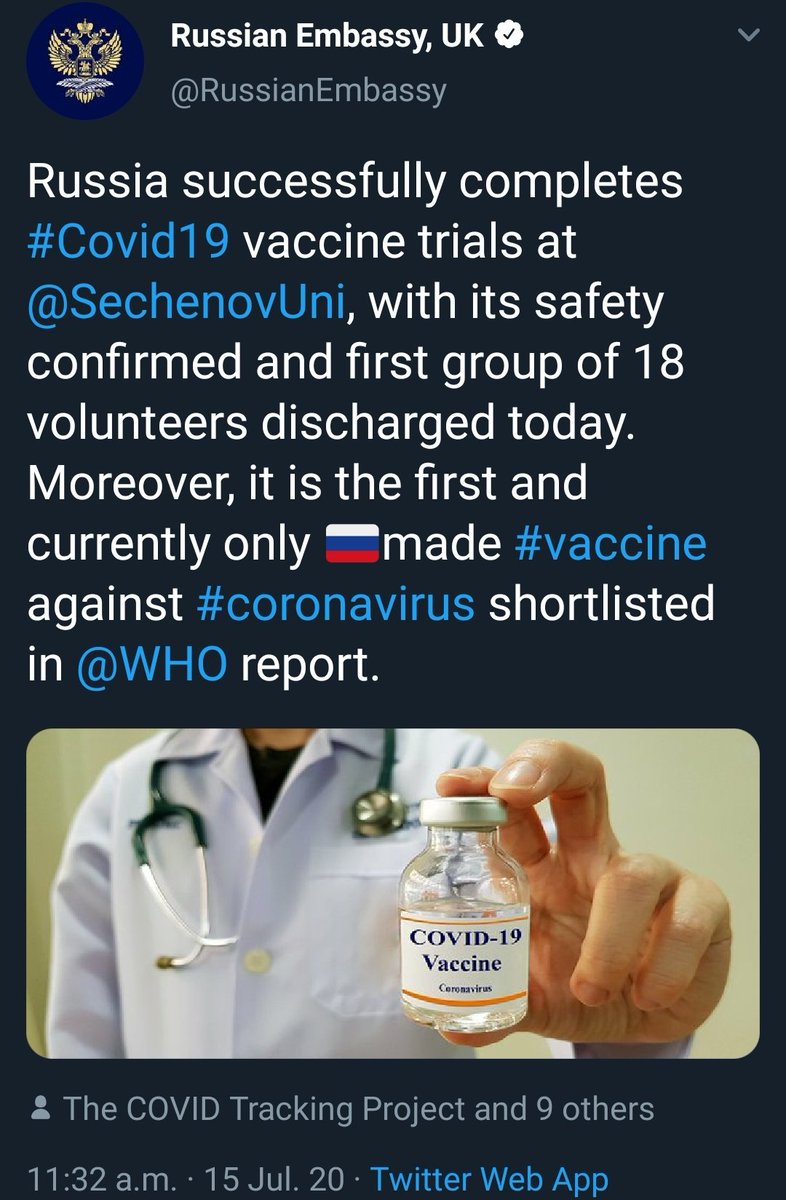 Russian Embassy, UK
@RussianEmbassy
Russia successfully completes
#Covid19 vaccine trials at
@SechenovUni, with its safety
confirmed and first group of 18
volunteers discharged today.
Moreover, it is the first and
currently only 🇷🇺made #vaccine
against #coronavirus shortlisted
in @WHO report.
COVID-19
Vaccine
Coronavirus
The COVID Tracking Project and 9 others
11:32 a.m. · 15 Jul. 20 · Twitter Web App